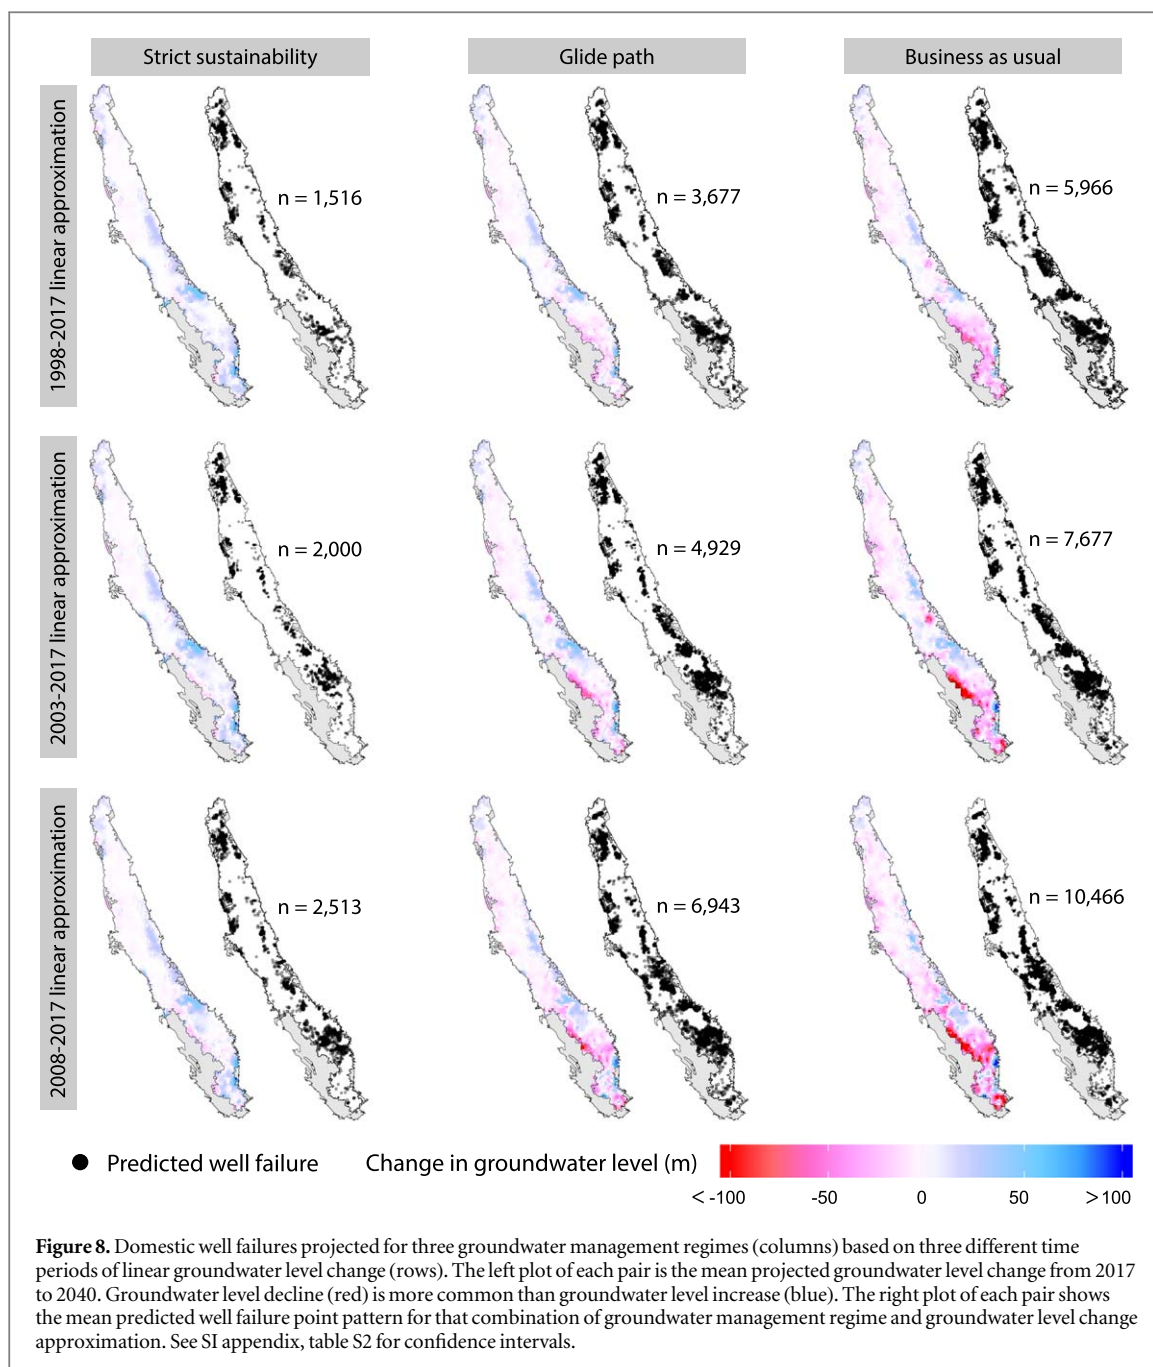 Strict sustainability
Glide path
Business as usual
1998-2017 linear approximation
n = 1,516
n = 3,677
n = 5,966
2003-2017 linear approximation
n = 2,000
n = 4,929
n = 7,677
2008-2017 linear approximation
n = 2,513
n = 6,943
n = 10,466
Predicted well failure
Change in groundwater level (m)
< -100
-50
0
50
>100
Figure 8. Domestic well failures projected for three groundwater management regimes (columns) based on three different time
periods of linear groundwater level change (rows). The left plot of each pair is the mean projected groundwater level change from 2017
to 2040. Groundwater level decline (red) is more common than groundwater level increase (blue). The right plot of each pair shows
the mean predicted well failure point pattern for that combination of groundwater management regime and groundwater level change
approximation. See SI appendix, table S2 for confidence intervals.